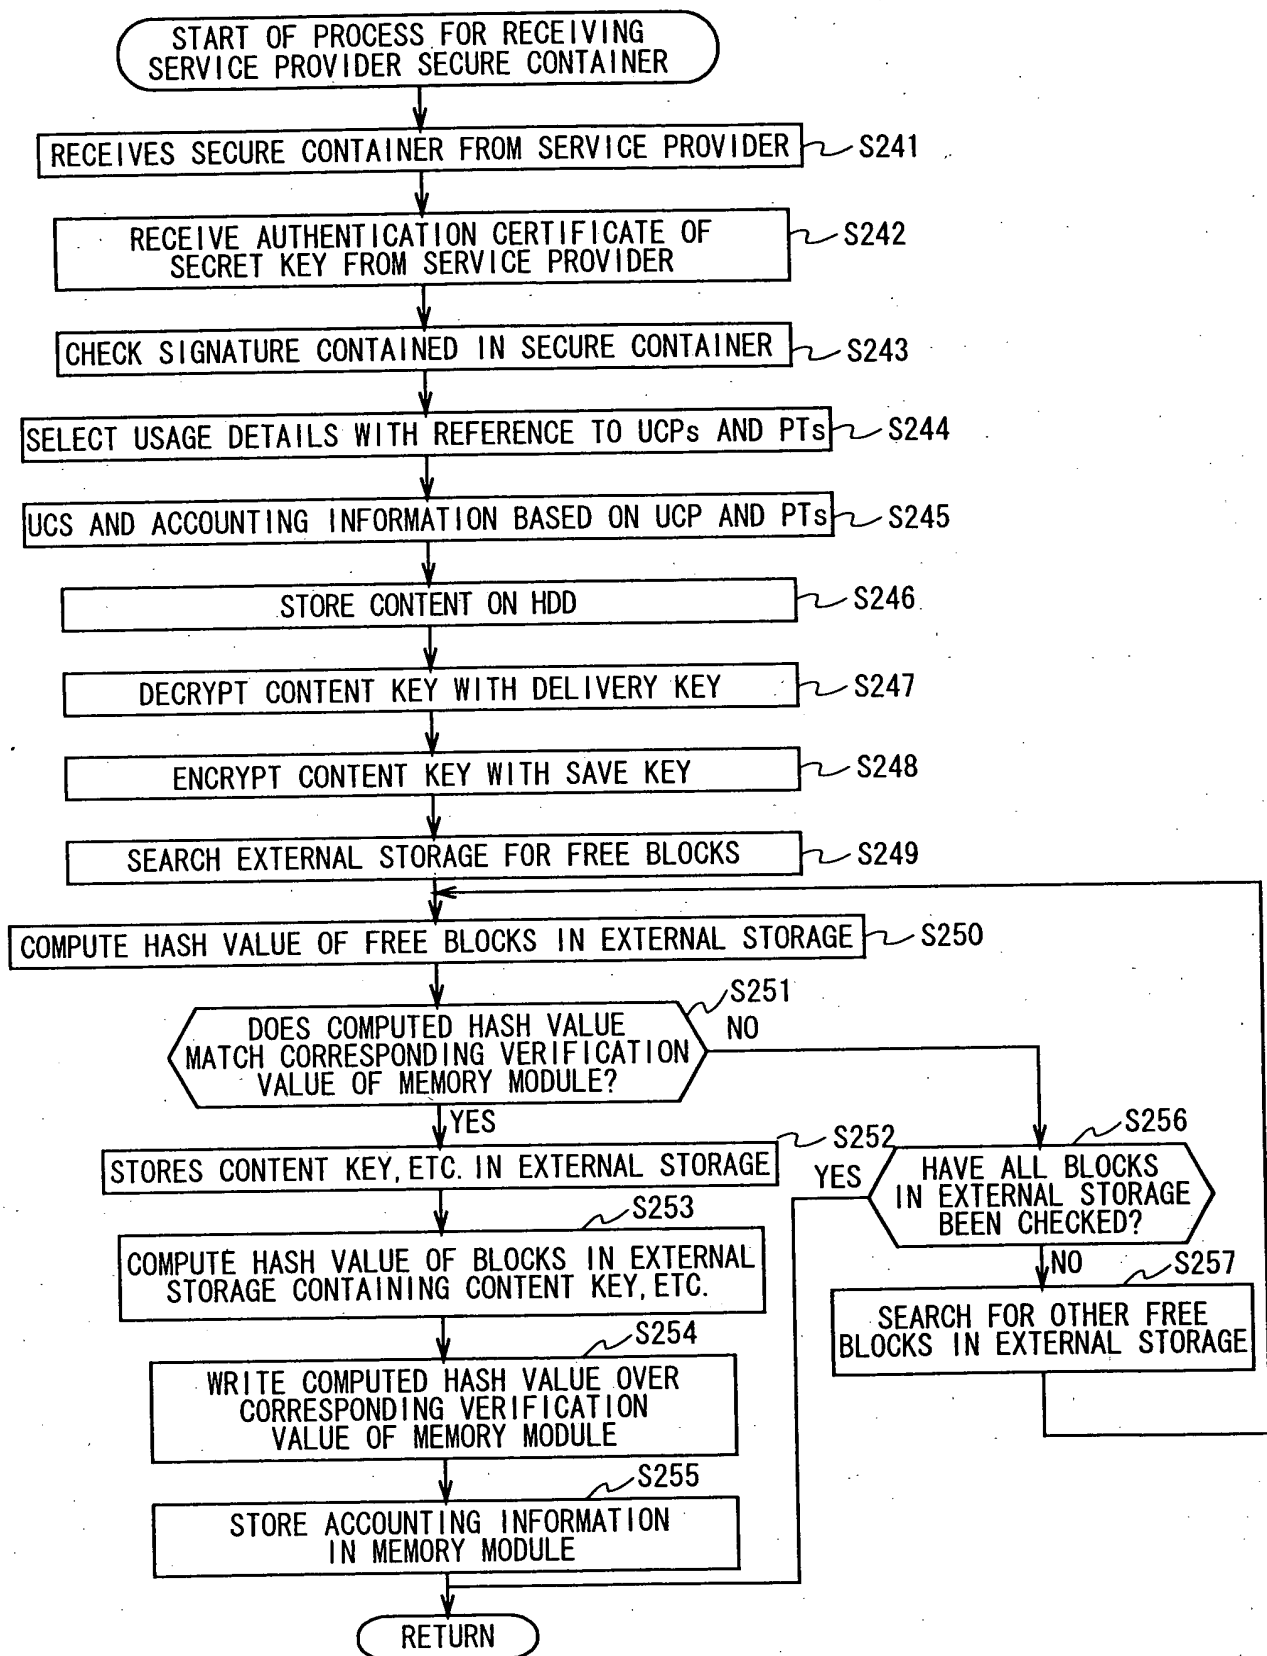 START OF PROCESS FOR RECEIVING
SERVICE PROVIDER SECURE CONTAINER
RECEIVES SECURE CONTAINER FROM SERVICE PROVIDER
S241
RECEIVE AUTHENTICATION CERTIFICATE OF
SECRET KEY FROM SERVICE PROVIDER
S242
CHECK SIGNATURE CONTAINED IN SECURE CONTAINER
S243
SELECT USAGE DETAILS WITH REFERENCE TO UCPs AND PTs
S244
UCS AND ACCOUNTING INFORMATION BASED ON UCP AND PTs
S245
STORE CONTENT ON HDD
S246
DECRYPT CONTENT KEY WITH DELIVERY KEY
S247
ENCRYPT CONTENT KEY WITH SAVE KEY
S248
SEARCH EXTERNAL STORAGE FOR FREE BLOCKS
S249
COMPUTE HASH VALUE OF FREE BLOCKS IN EXTERNAL STORAGE
S250
S251
DOES COMPUTED HASH VALUE
MATCH CORRESPONDING VERIFICATION
VALUE OF MEMORY MODULE?
NO
YES
S252
STORES CONTENT KEY, ETC. IN EXTERNAL STORAGE
S256
HAVE ALL BLOCKS
IN EXTERNAL STORAGE
BEEN CHECKED?
YES
NO
S253
COMPUTE HASH VALUE OF BLOCKS IN EXTERNAL
STORAGE CONTAINING CONTENT KEY, ETC.
S257
SEARCH FOR OTHER FREE
BLOCKS IN EXTERNAL STORAGE
S254
WRITE COMPUTED HASH VALUE OVER
CORRESPONDING VERIFICATION
VALUE OF MEMORY MODULE
S255
STORE ACCOUNTING INFORMATION
IN MEMORY MODULE
RETURN